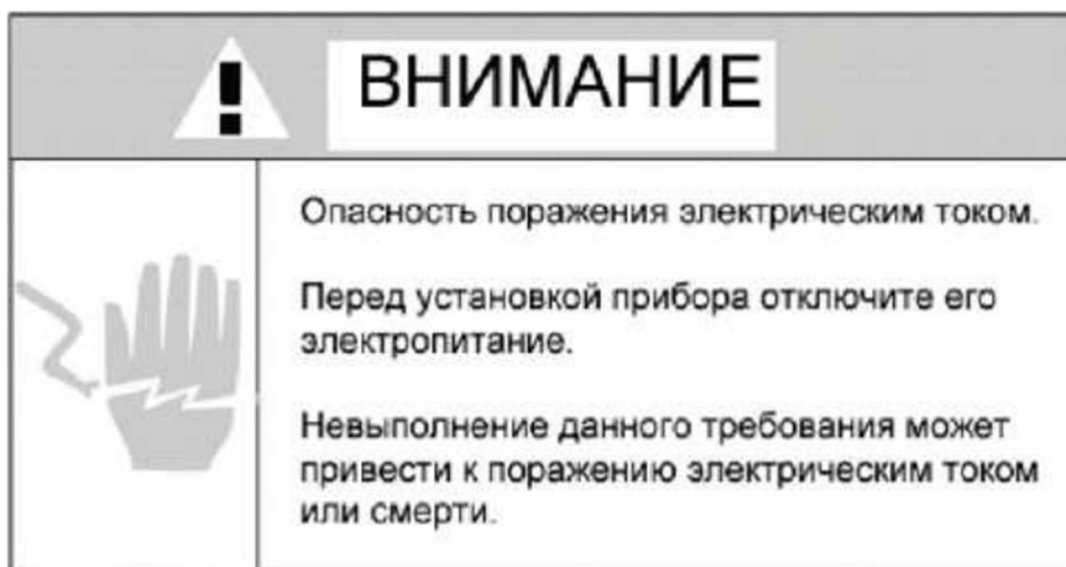 ВНИМАНИЕ
Опасность поражения электрическим током.
Перед установкой прибора отключите его
электропитание.
Невыполнение данного требования может
привести к поражению электрическим током
или смерти.